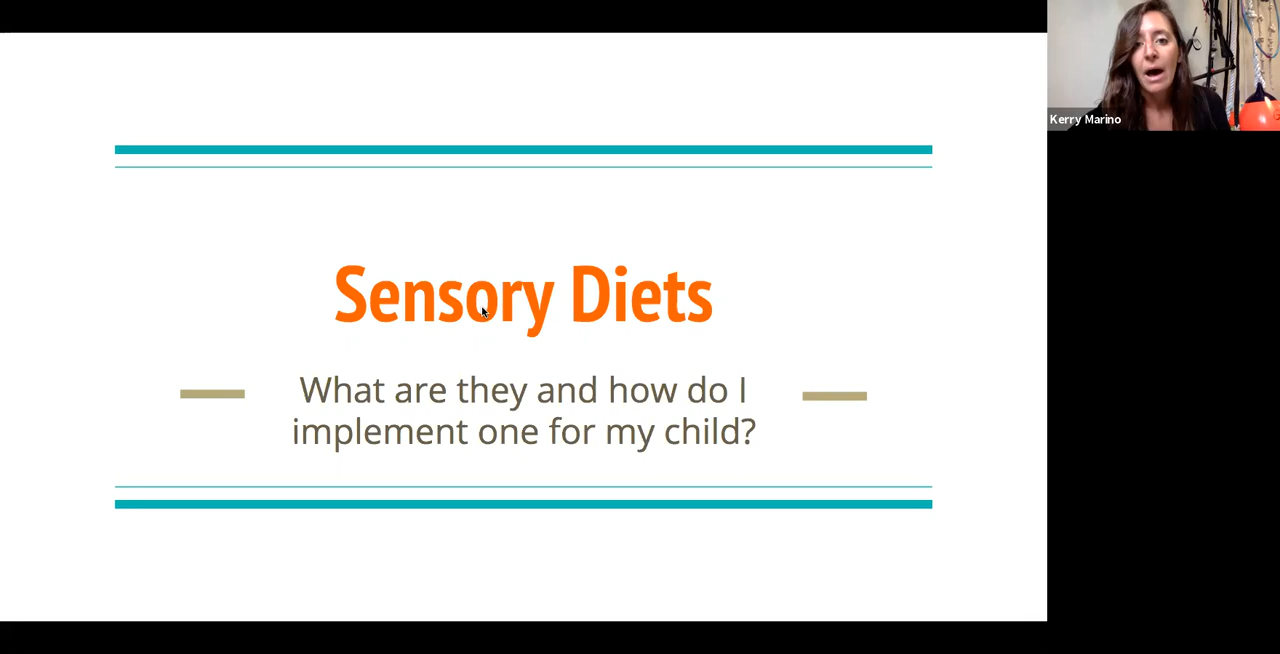 Sensory Diets
What are they and how do I
implement one for my child?
Kerry Marino